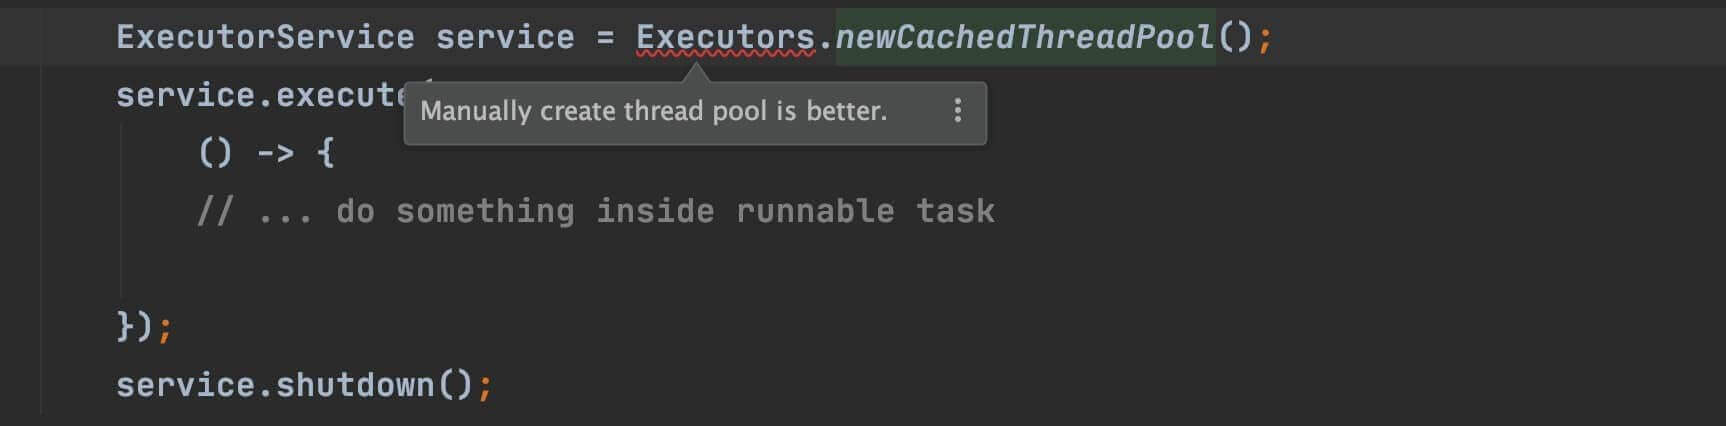 ExecutorService service = Executors.newCachedThreadPool();
service.execute(
Manually create thread pool is better.
() -> {
// ... do something inside runnable task
});
service.shutdown();